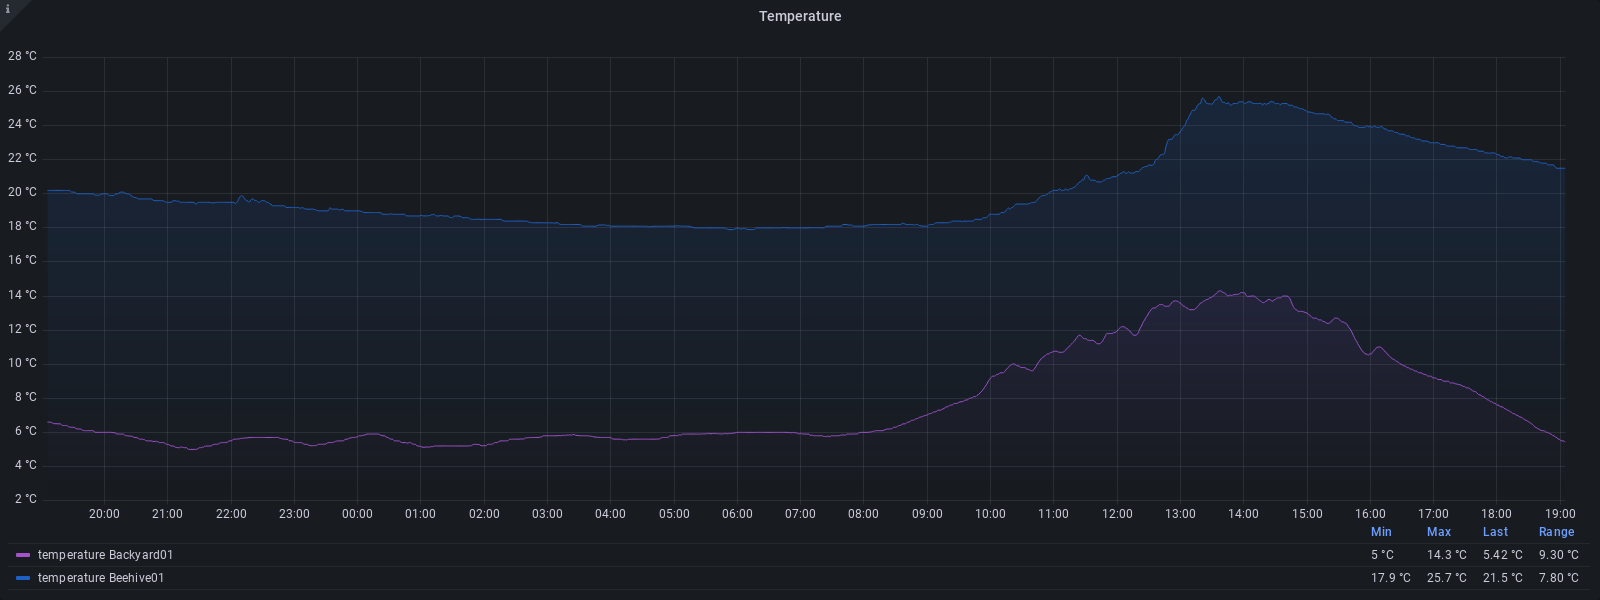 i
Temperature
28 °C
26 °C
24 °C
22 °C
20 °C
18 °C
16 °C
14 °C
12 °C
10 °C
8 °C
6 °C
4 °C
2 °C
20:00 21:00 22:00 23:00 00:00 01:00 02:00 03:00 04:00 05:00 06:00 07:00 08:00 09:00 10:00 11:00 12:00 13:00 14:00 15:00 16:00 17:00 18:00 19:00
Min Max Last Range
temperature Backyard01 5 °C 14.3 °C 5.42 °C 9.30 °C
temperature Beehive01 17.9 °C 25.7 °C 21.5 °C 7.80 °C